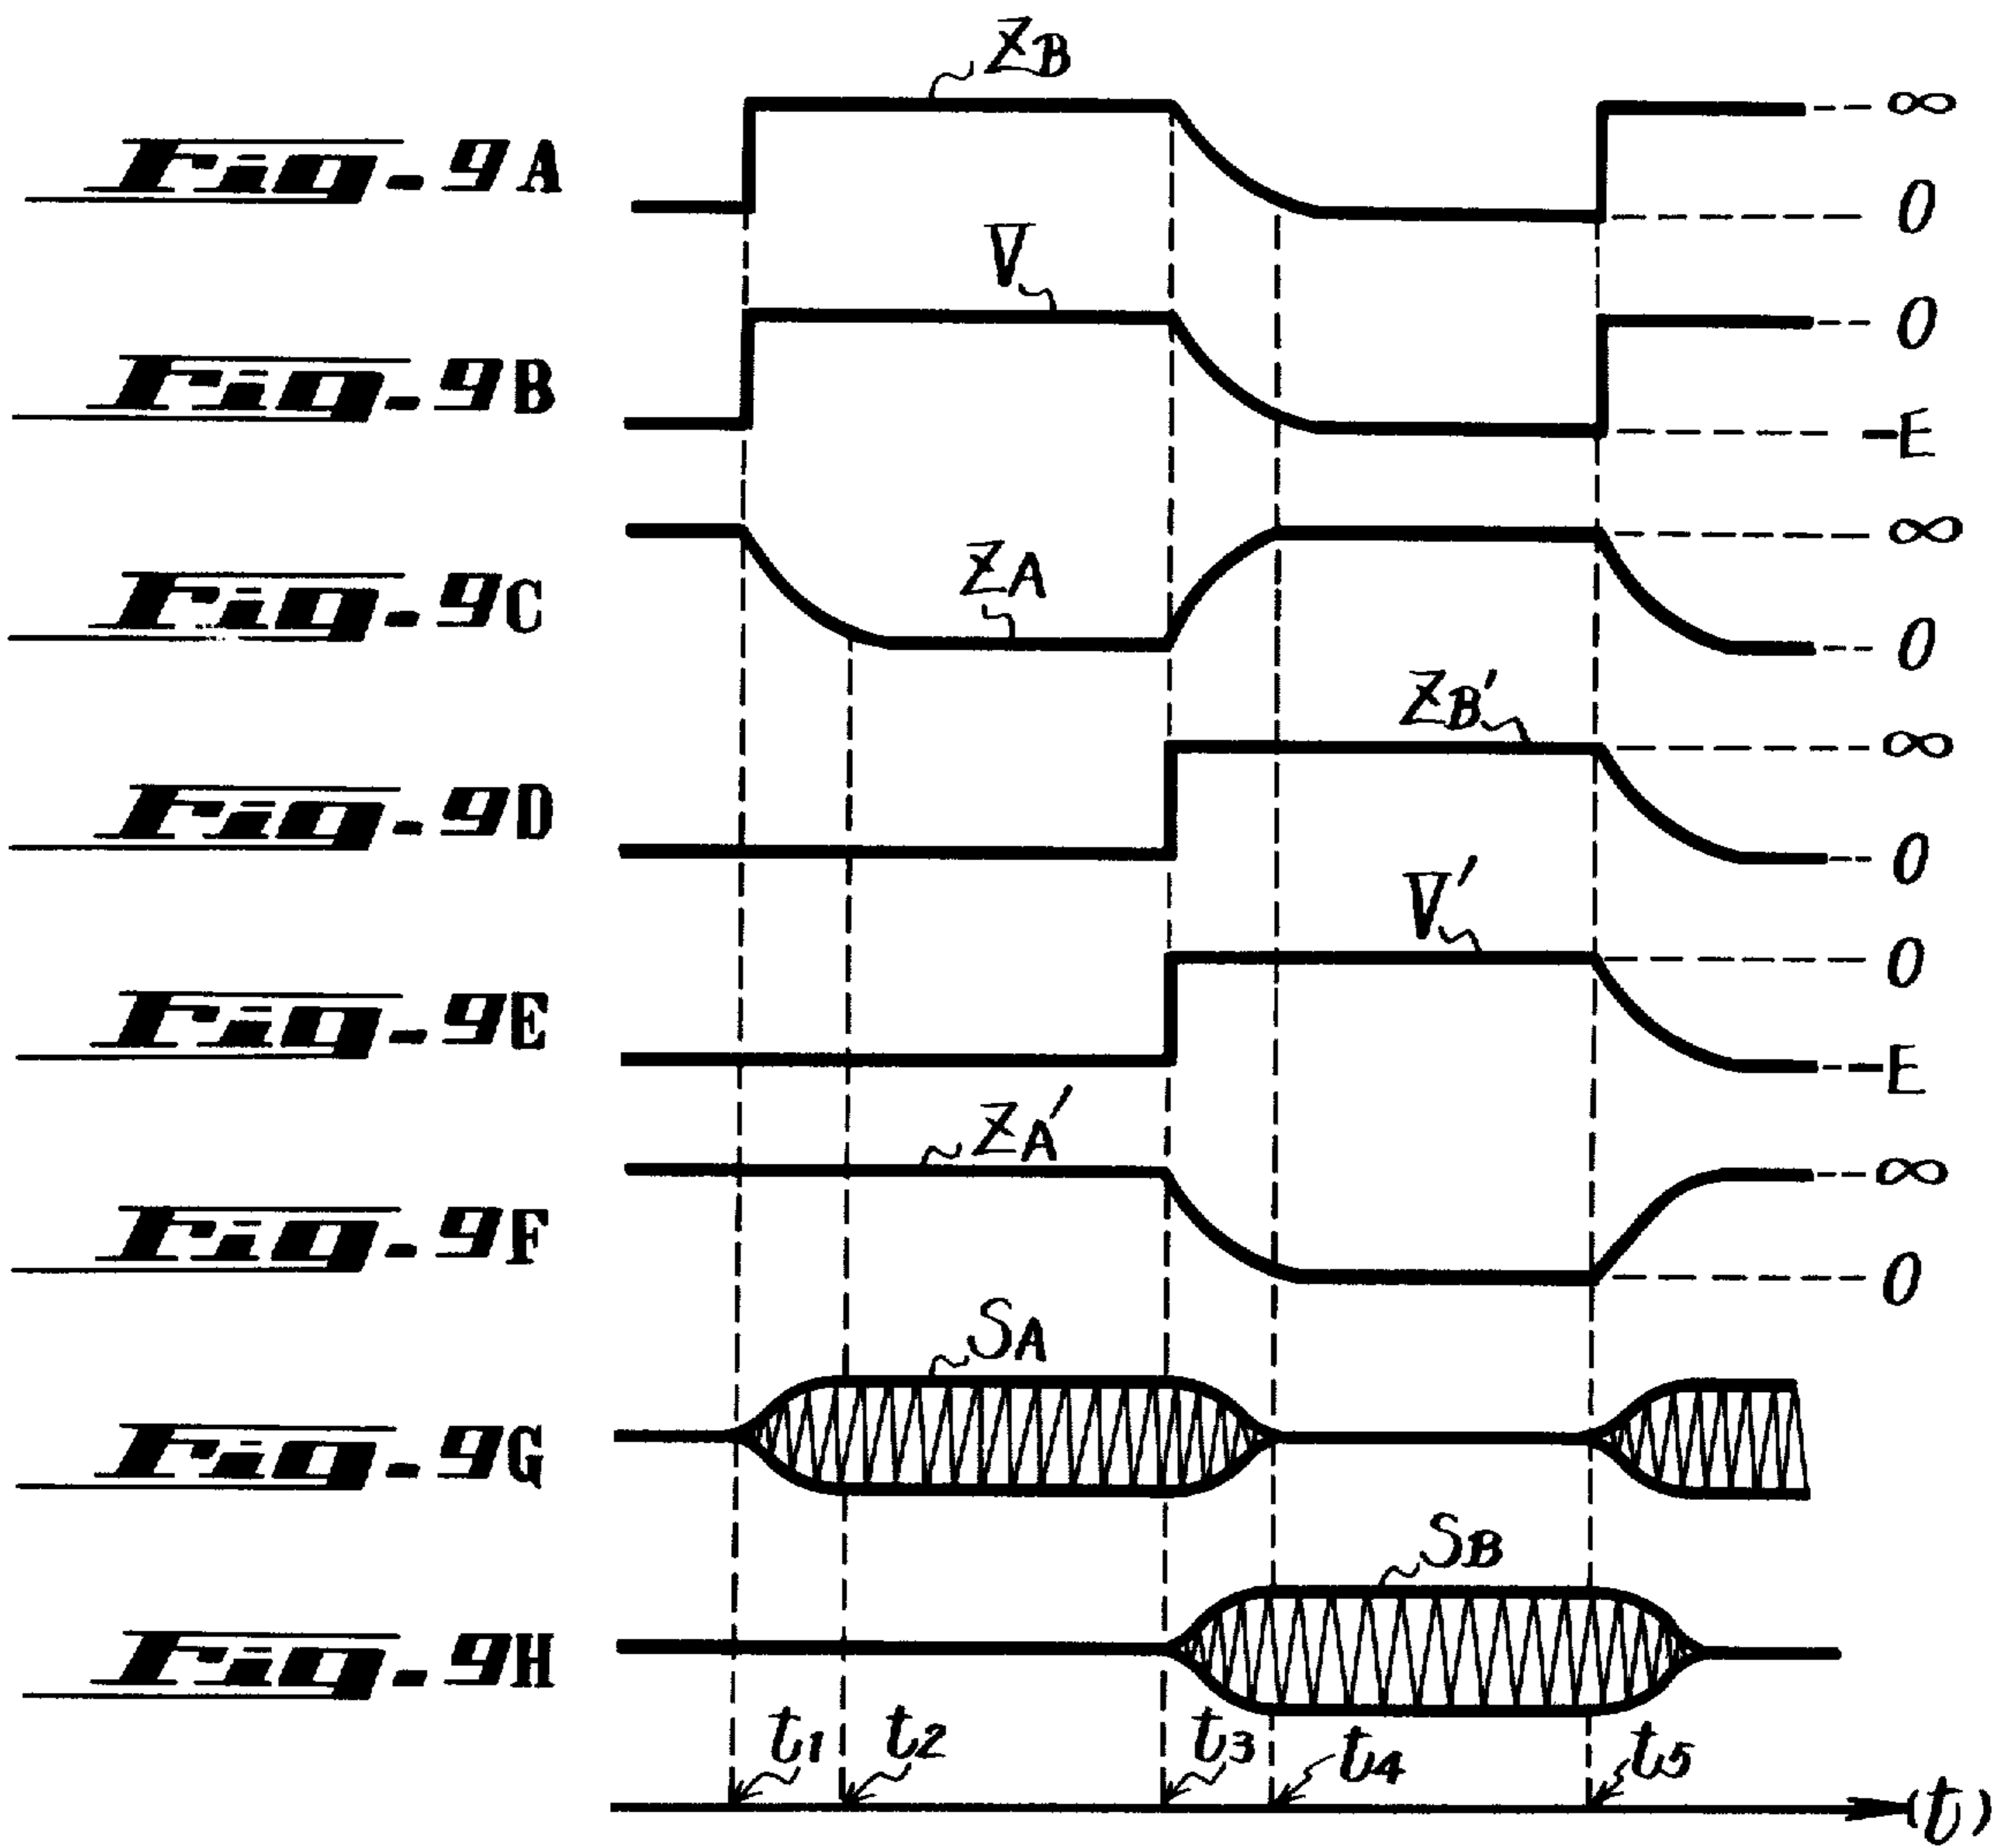 ZB
Fig. 9A
∞
0
V
Fig. 9B
0
-E
ZA
Fig. 9C
∞
0
ZB'
Fig. 9D
∞
0
V'
Fig. 9E
0
-E
ZA'
Fig. 9F
∞
0
SA
Fig. 9G
SB
Fig. 9H
t1 t2 t3 t4 t5
(t)